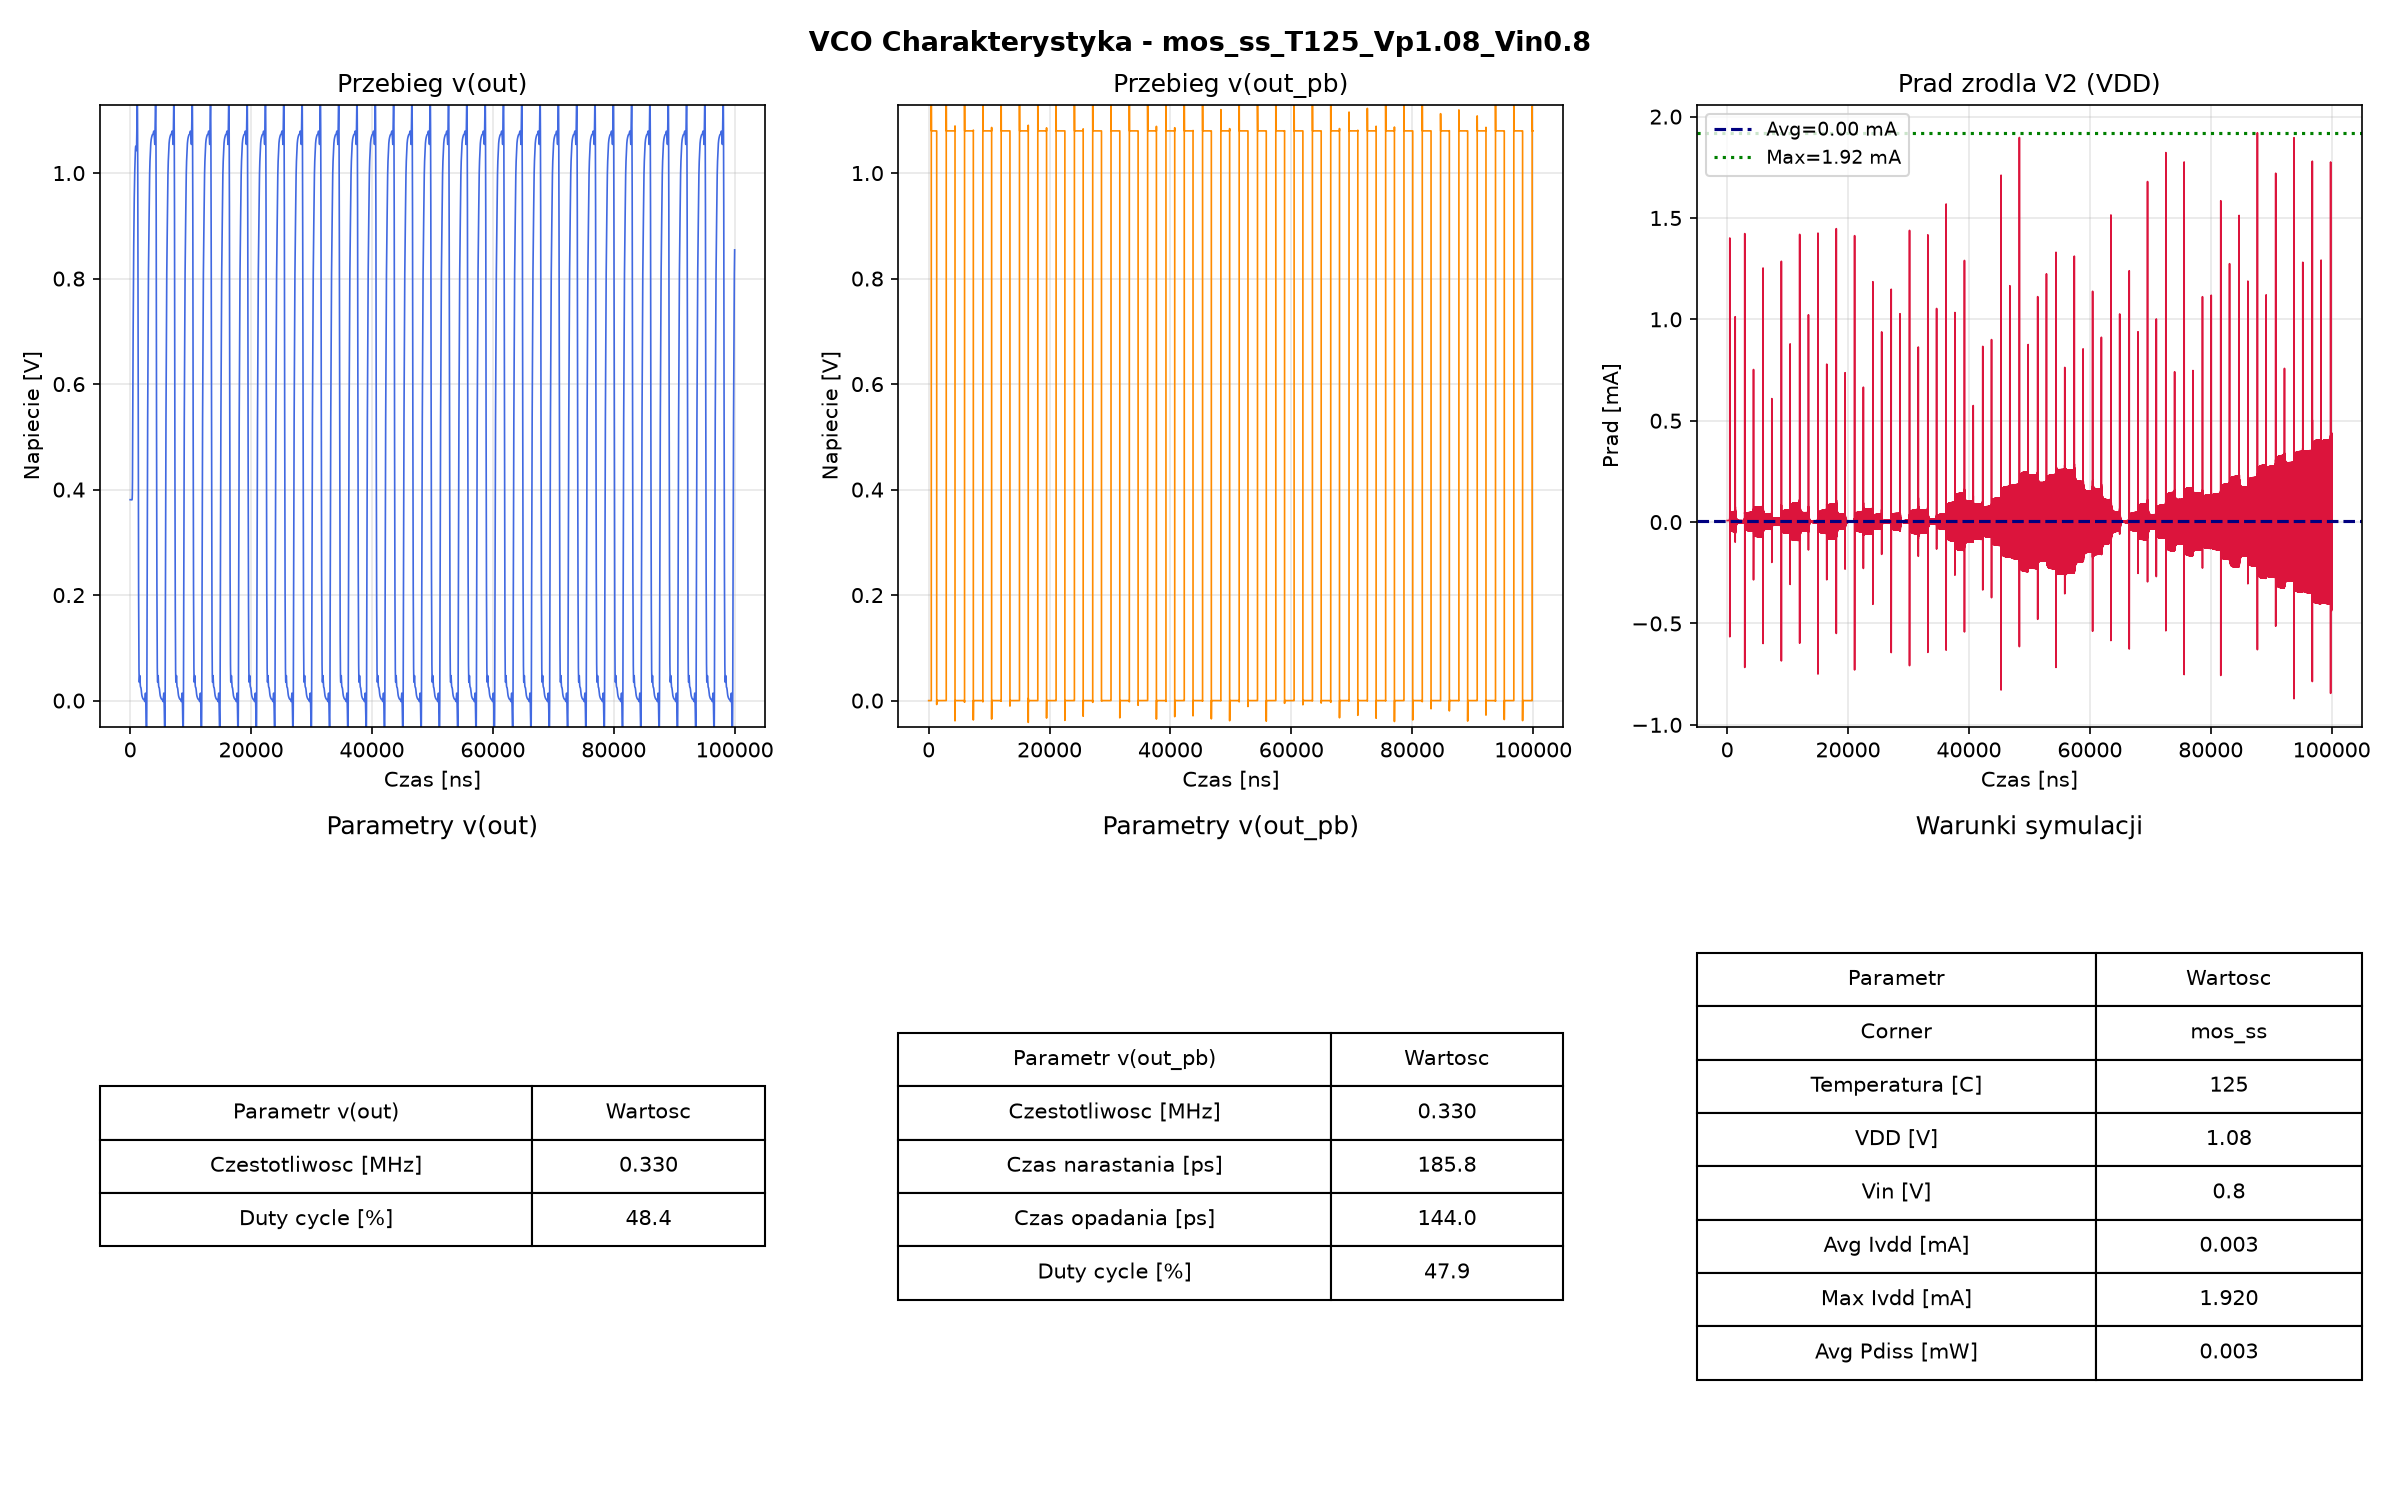 VCO Charakterystyka - mos_ss_T125_Vp1.08_Vin0.8
Przebieg v(out)
Napiecie [V]
1.0
0.8
0.6
0.4
0.2
0.0
0 20000 40000 60000 80000 100000
Czas [ns]
Przebieg v(out_pb)
Napiecie [V]
1.0
0.8
0.6
0.4
0.2
0.0
0 20000 40000 60000 80000 100000
Czas [ns]
Prad zrodla V2 (VDD)
Avg=0.00 mA
Max=1.92 mA
Prad [mA]
2.0
1.5
1.0
0.5
0.0
−0.5
−1.0
0 20000 40000 60000 80000 100000
Czas [ns]
Parametry v(out)
Parametr v(out) Wartosc
Czestotliwosc [MHz] 0.330
Duty cycle [%] 48.4
Parametry v(out_pb)
Parametr v(out_pb) Wartosc
Czestotliwosc [MHz] 0.330
Czas narastania [ps] 185.8
Czas opadania [ps] 144.0
Duty cycle [%] 47.9
Warunki symulacji
Parametr Wartosc
Corner mos_ss
Temperatura [C] 125
VDD [V] 1.08
Vin [V] 0.8
Avg Ivdd [mA] 0.003
Max Ivdd [mA] 1.920
Avg Pdiss [mW] 0.003